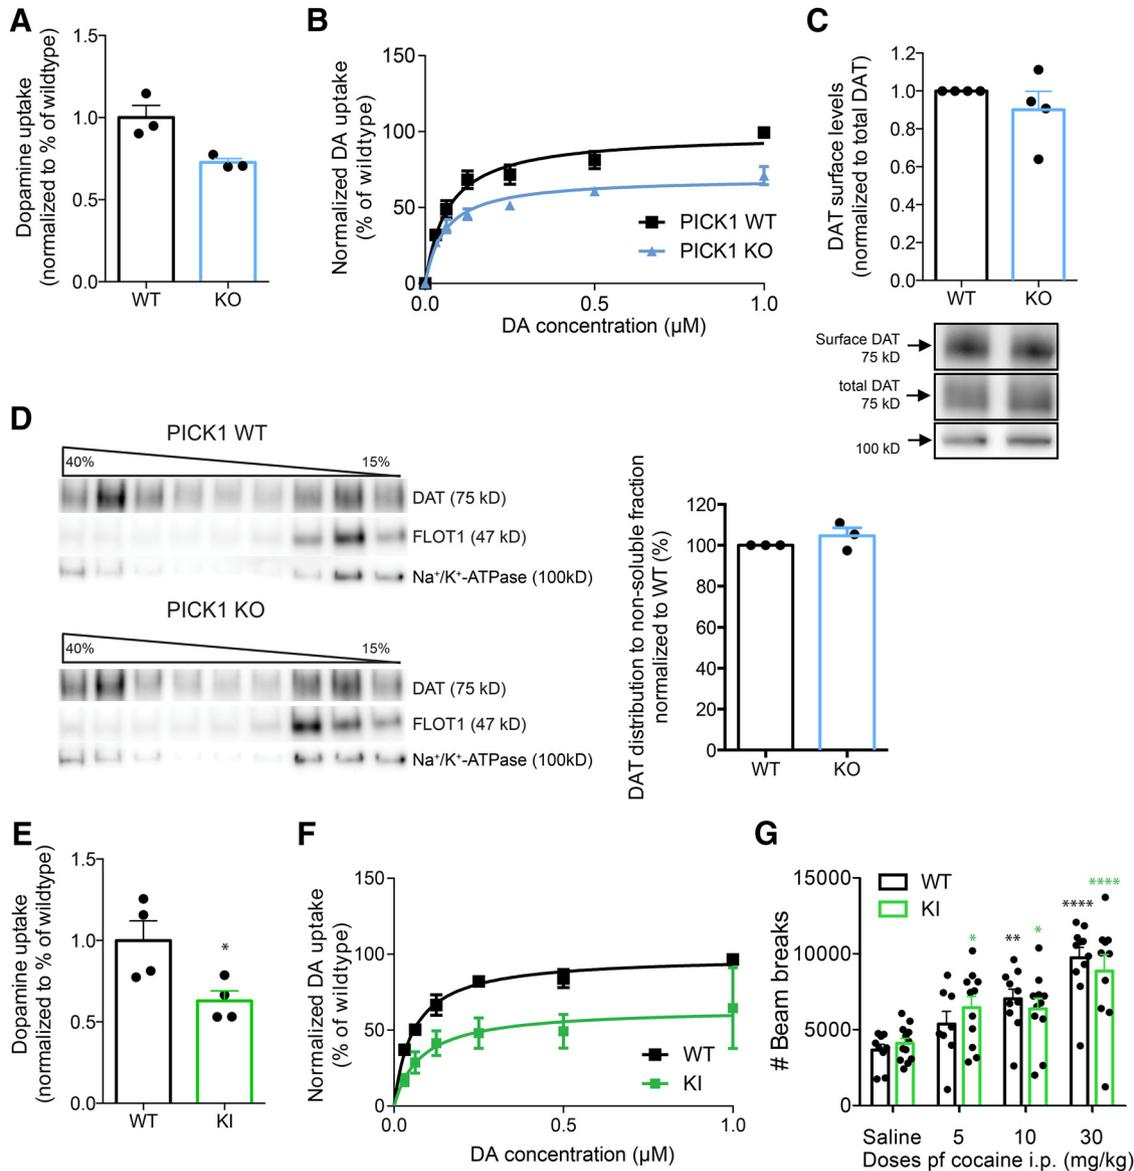 A
Dopamine uptake
(normalized to % of wildtype)
1.5
1.0
0.5
0.0
WT
KO
B
Normalized DA uptake
(% of wildtype)
150
100
50
0
0.0
0.5
1.0
DA concentration (µM)
PICK1 WT
PICK1 KO
C
DAT surface levels
(normalized to total DAT)
1.2
1.0
0.8
0.6
0.4
0.2
0.0
WT
KO
Surface DAT
75 kD
total DAT
75 kD
100 kD
D
PICK1 WT
40%
15%
DAT (75 kD)
FLOT1 (47 kD)
Na⁺/K⁺-ATPase (100kD)
PICK1 KO
40%
15%
DAT (75 kD)
FLOT1 (47 kD)
Na⁺/K⁺-ATPase (100kD)
DAT distribution to non-soluble fraction
normalized to WT (%)
120
100
80
60
40
20
0
WT
KO
E
Dopamine uptake
(normalized to % of wildtype)
1.5
1.0
0.5
0.0
*
WT
KI
F
Normalized DA uptake
(% of wildtype)
150
100
50
0
0.0
0.5
1.0
DA concentration (µM)
WT
KI
G
# Beam breaks
15000
10000
5000
0
WT
KI
*
**
*
****
****
Saline
5
10
30
Doses pf cocaine i.p. (mg/kg)